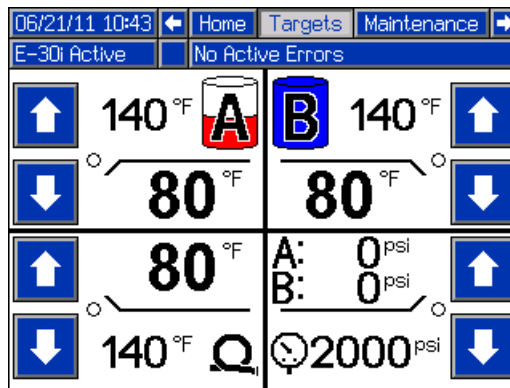 06/21/11 10:43 Home Targets Maintenance
E-30i Active No Active Errors
140 °F A B 140 °F
80 °F 80 °F
80 °F A: 0 psi
B: 0 psi
140 °F 2000 psi